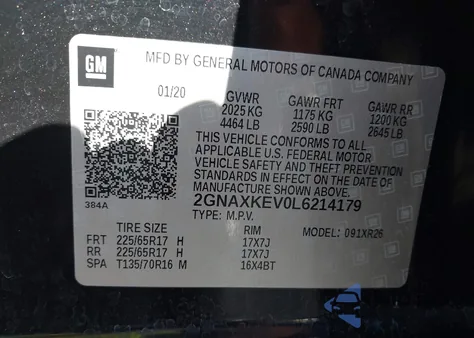 GM
MFD BY GENERAL MOTORS OF CANADA COMPANY
01/20 GVWR GAWR FRT GAWR RR
2025 KG 1175 KG 1200 KG
4464 LB 2590 LB 2645 LB
THIS VEHICLE CONFORMS TO ALL
APPLICABLE U.S. FEDERAL MOTOR
VEHICLE SAFETY AND THEFT PREVENTION
STANDARDS IN EFFECT ON THE DATE OF
MANUFACTURE SHOWN ABOVE.
384A 2GNAXKEV0L6214179
TYPE: M.P.V.
TIRE SIZE RIM MODEL: 091XR26
FRT 225/65R17 H 17X7J
RR 225/65R17 H 17X7J
SPA T135/70R16 M 16X4BT